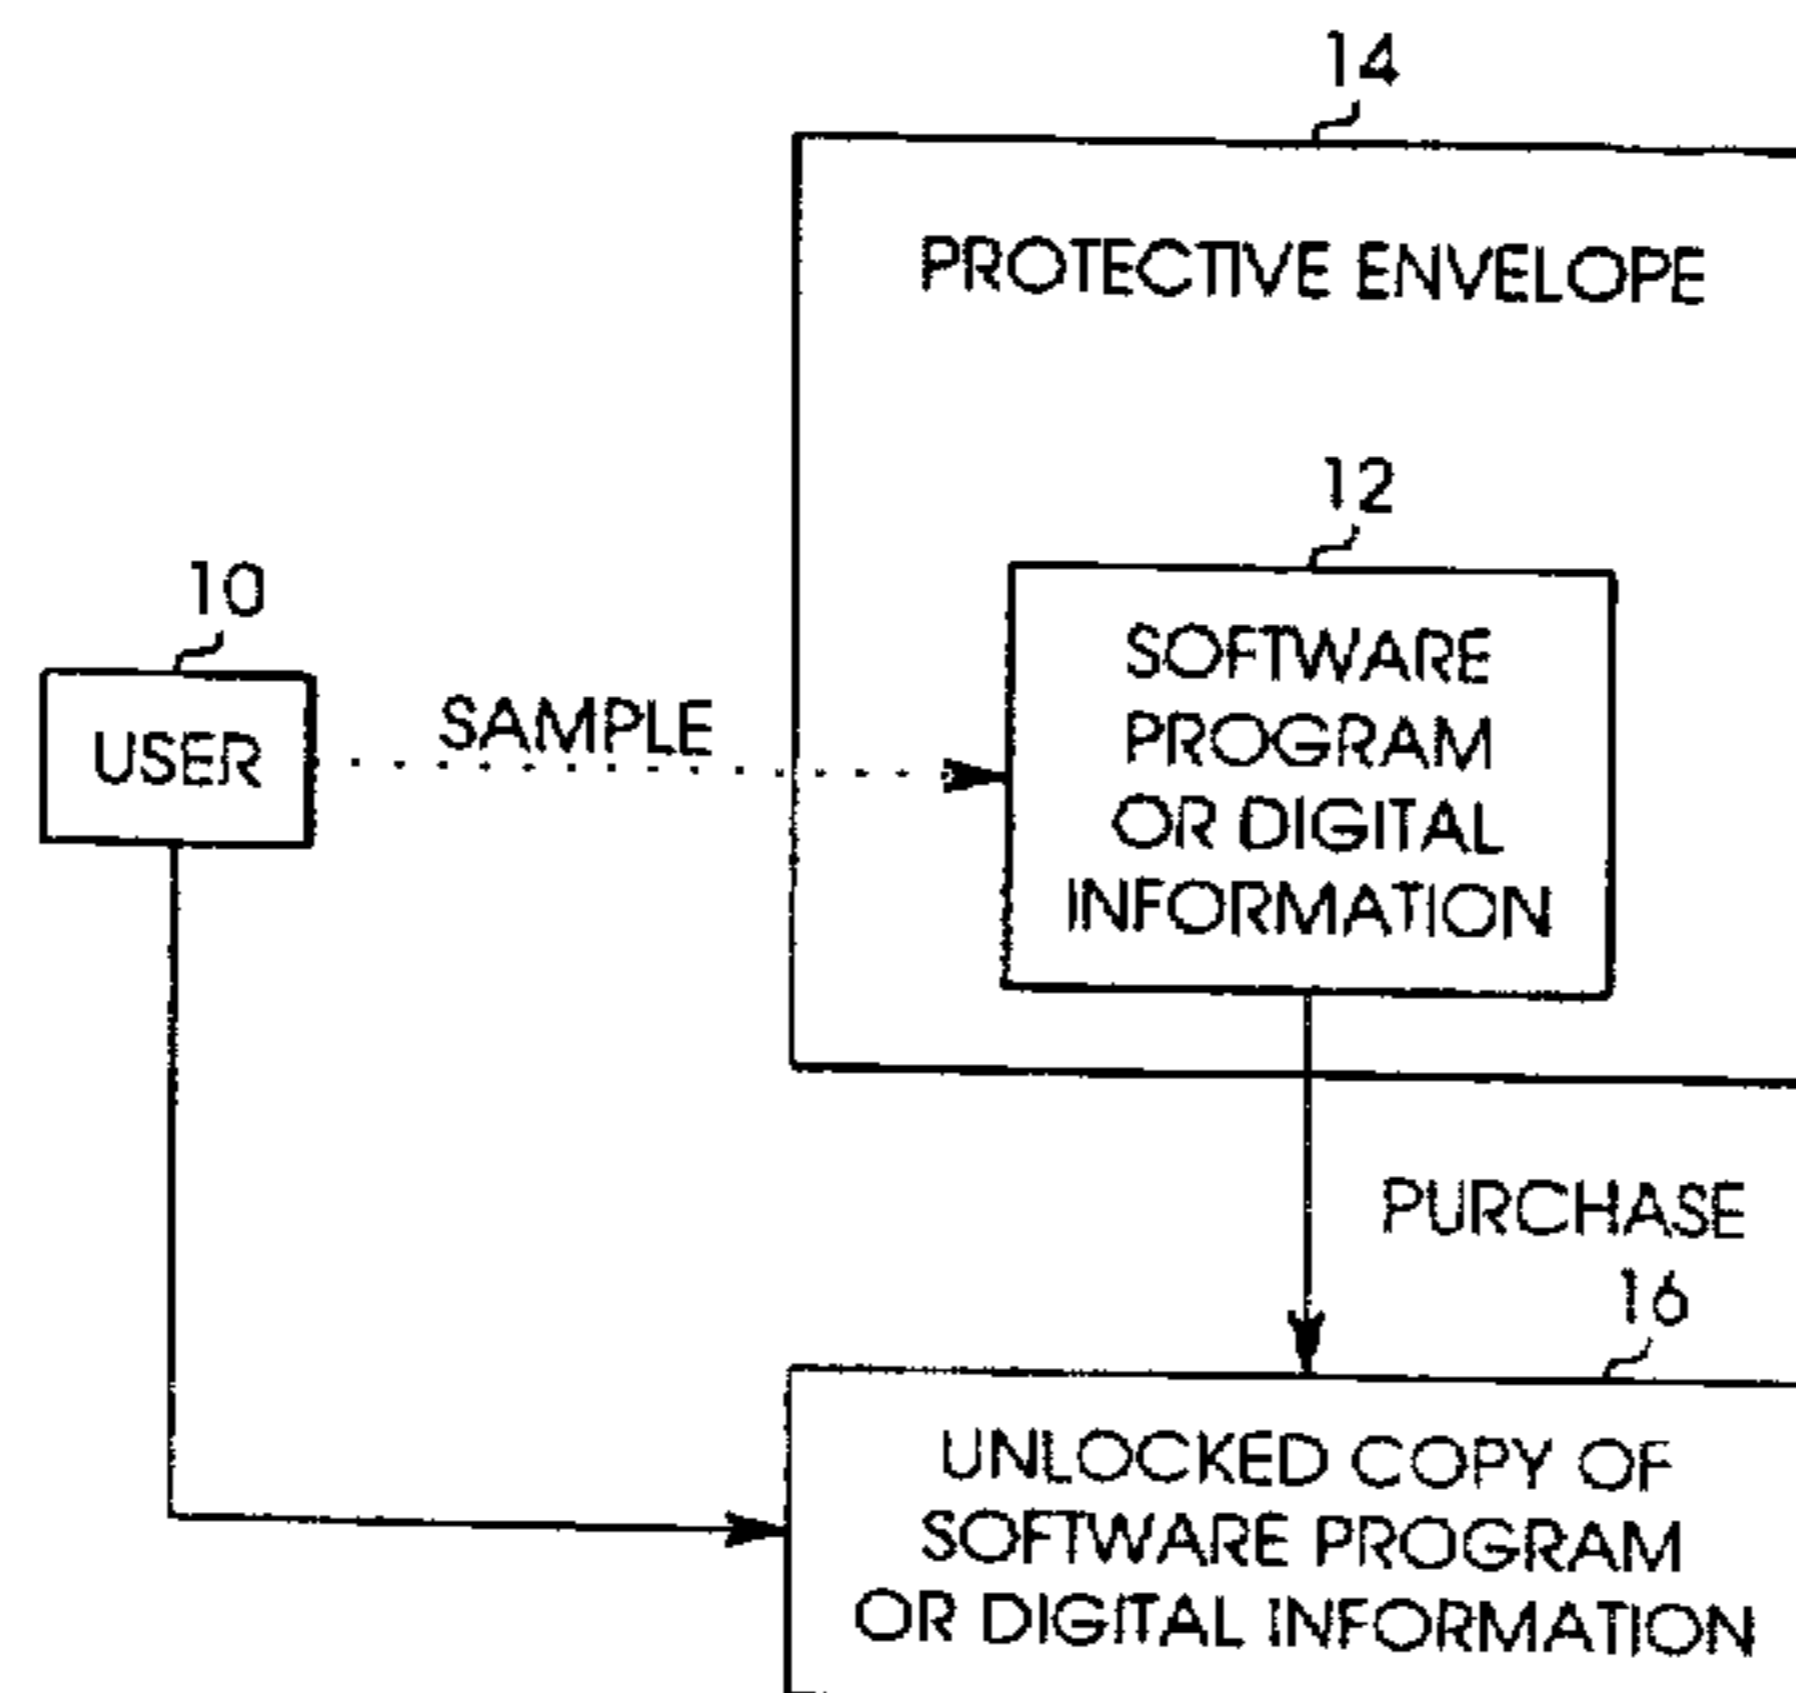 14
PROTECTIVE ENVELOPE
12
SOFTWARE
PROGRAM
OR DIGITAL
INFORMATION
10
USER
SAMPLE
PURCHASE
16
UNLOCKED COPY OF
SOFTWARE PROGRAM
OR DIGITAL INFORMATION